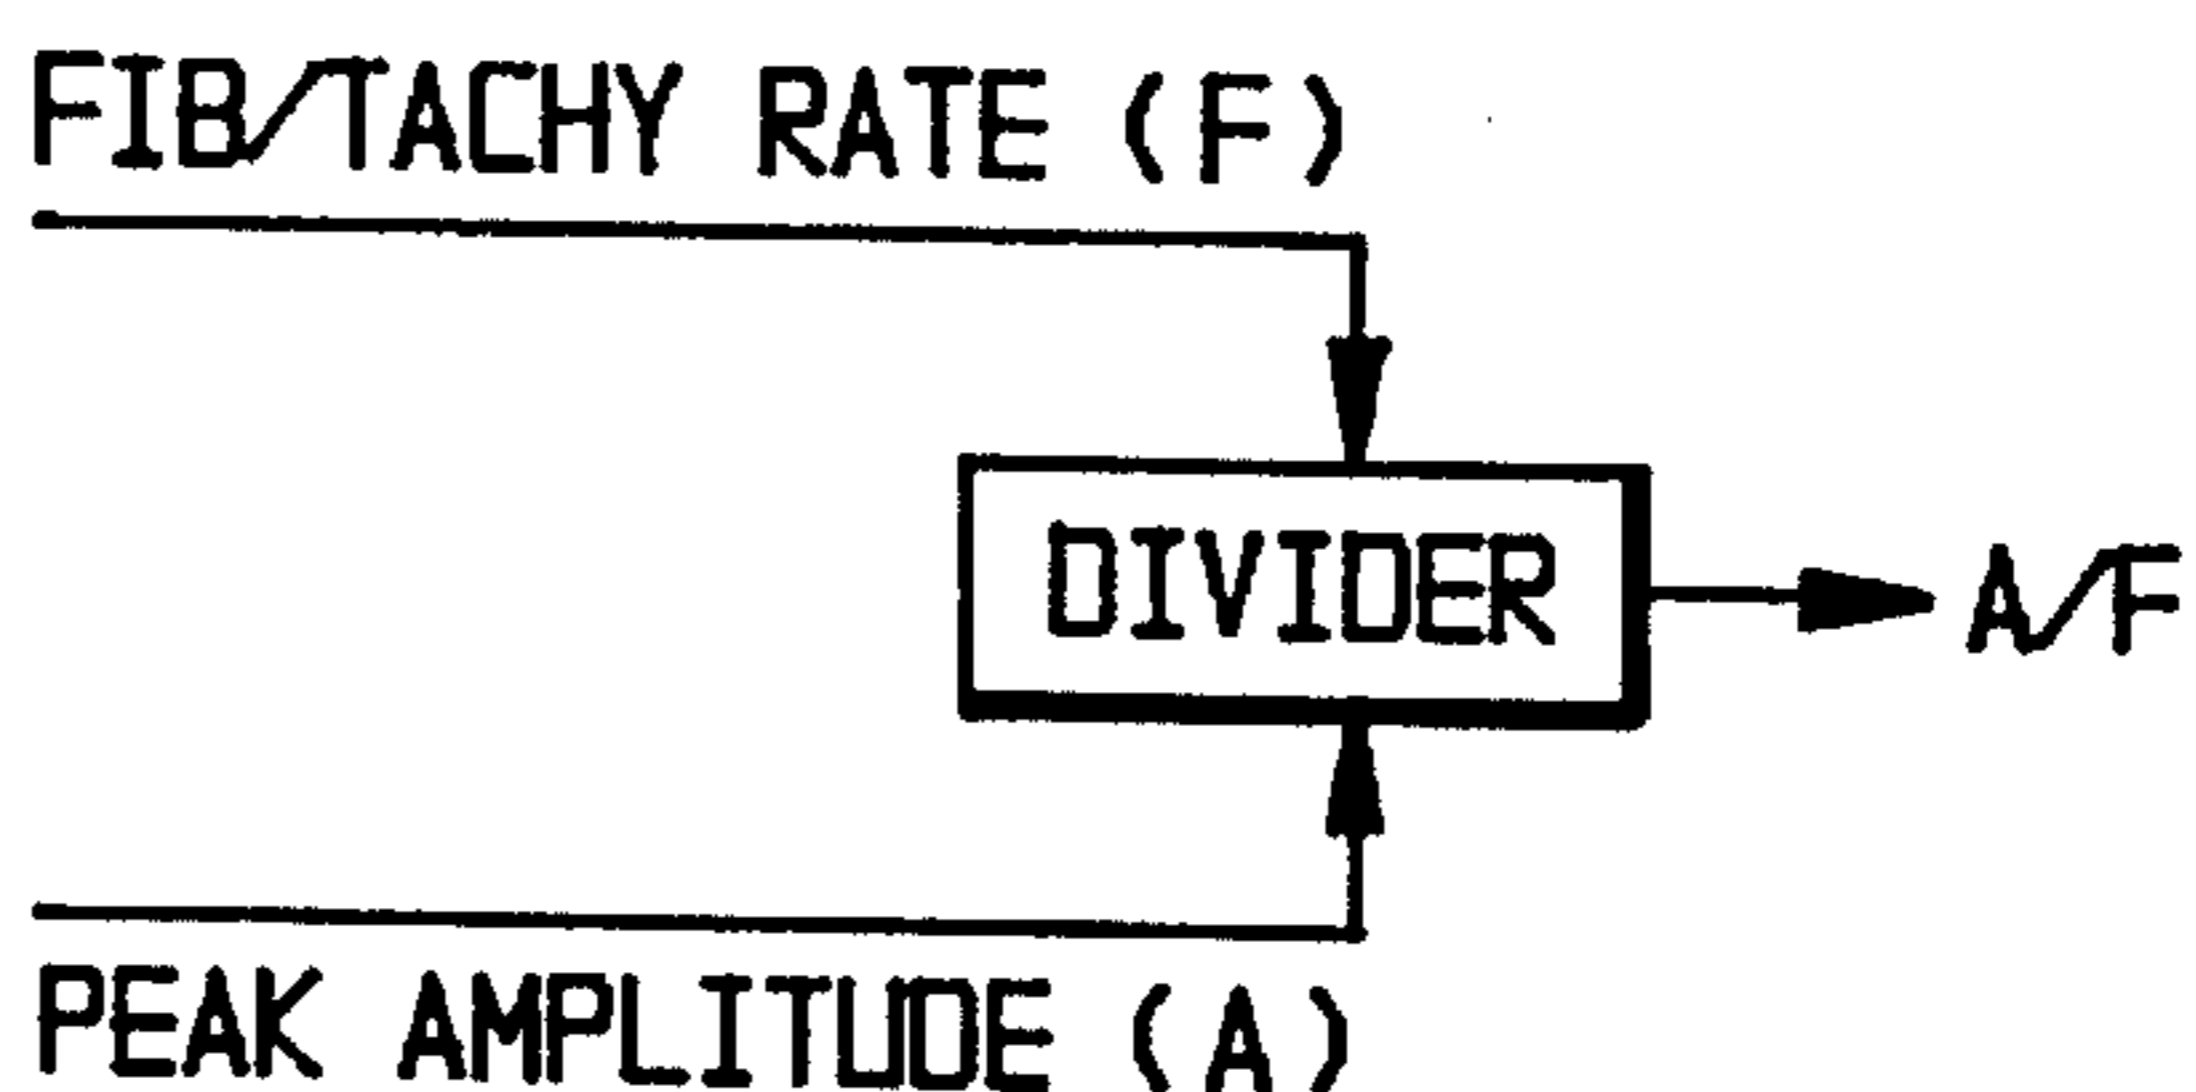 FIB/TACHY RATE (F)
DIVIDER
A/F
PEAK AMPLITUDE (A)